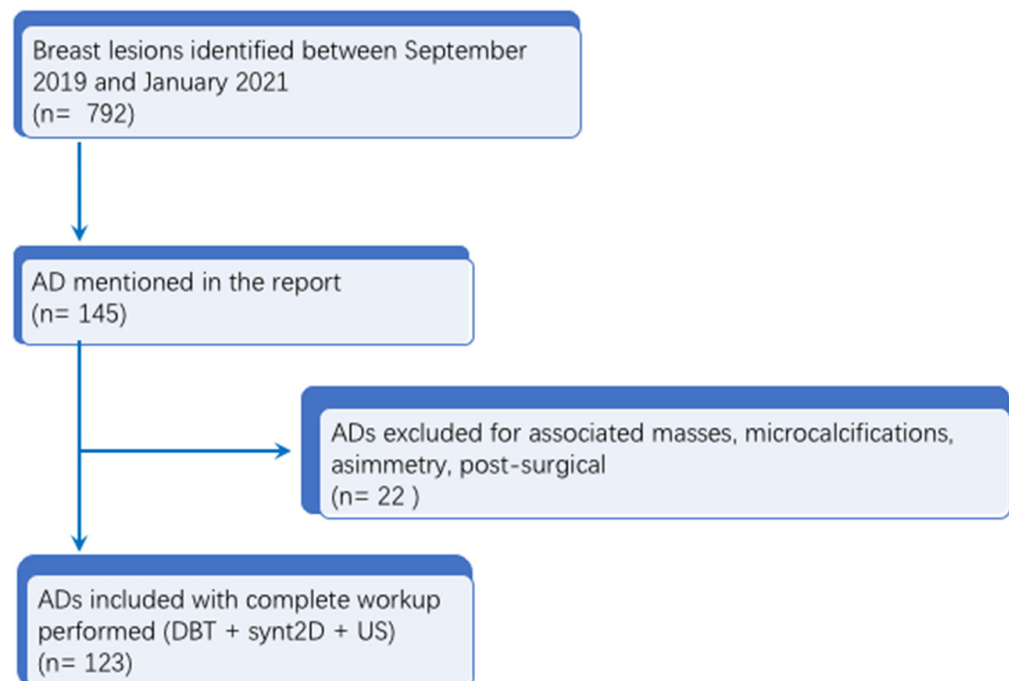 Breast lesions identified between September
2019 and January 2021
(n= 792)
AD mentioned in the report
(n= 145)
ADs excluded for associated masses, microcalcifications,
asimmetry, post-surgical
(n= 22 )
ADs included with complete workup
performed (DBT + synt2D + US)
(n= 123)